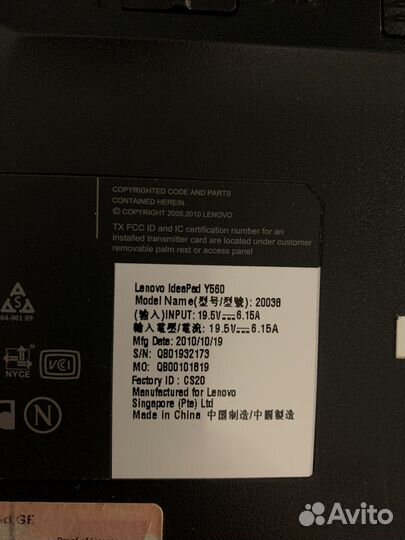 COPYRIGHTED CODE AND PARTS
CONTAINED HEREIN.
© COPYRIGHT 2005,2010 LENOVO
TX FCC ID and IC certification number for an
installed transmitter card are located under customer
removable palm rest or access panel
Lenovo IdeaPad Y560
Model Name(型号/型號): 20038
(输入)INPUT: 19.5V⎓6.15A
輸入電壓/電流: 19.5V⎓6.15A
Mfg Date: 2010/10/19
S/N: QB01932173
MO: QB00101819
Factory ID : CS20
Manufactured for Lenovo
Singapore (Pte) Ltd
Made in China 中国制造/中國製造
S
04-001 09
NYCE
VCI
N
Avito